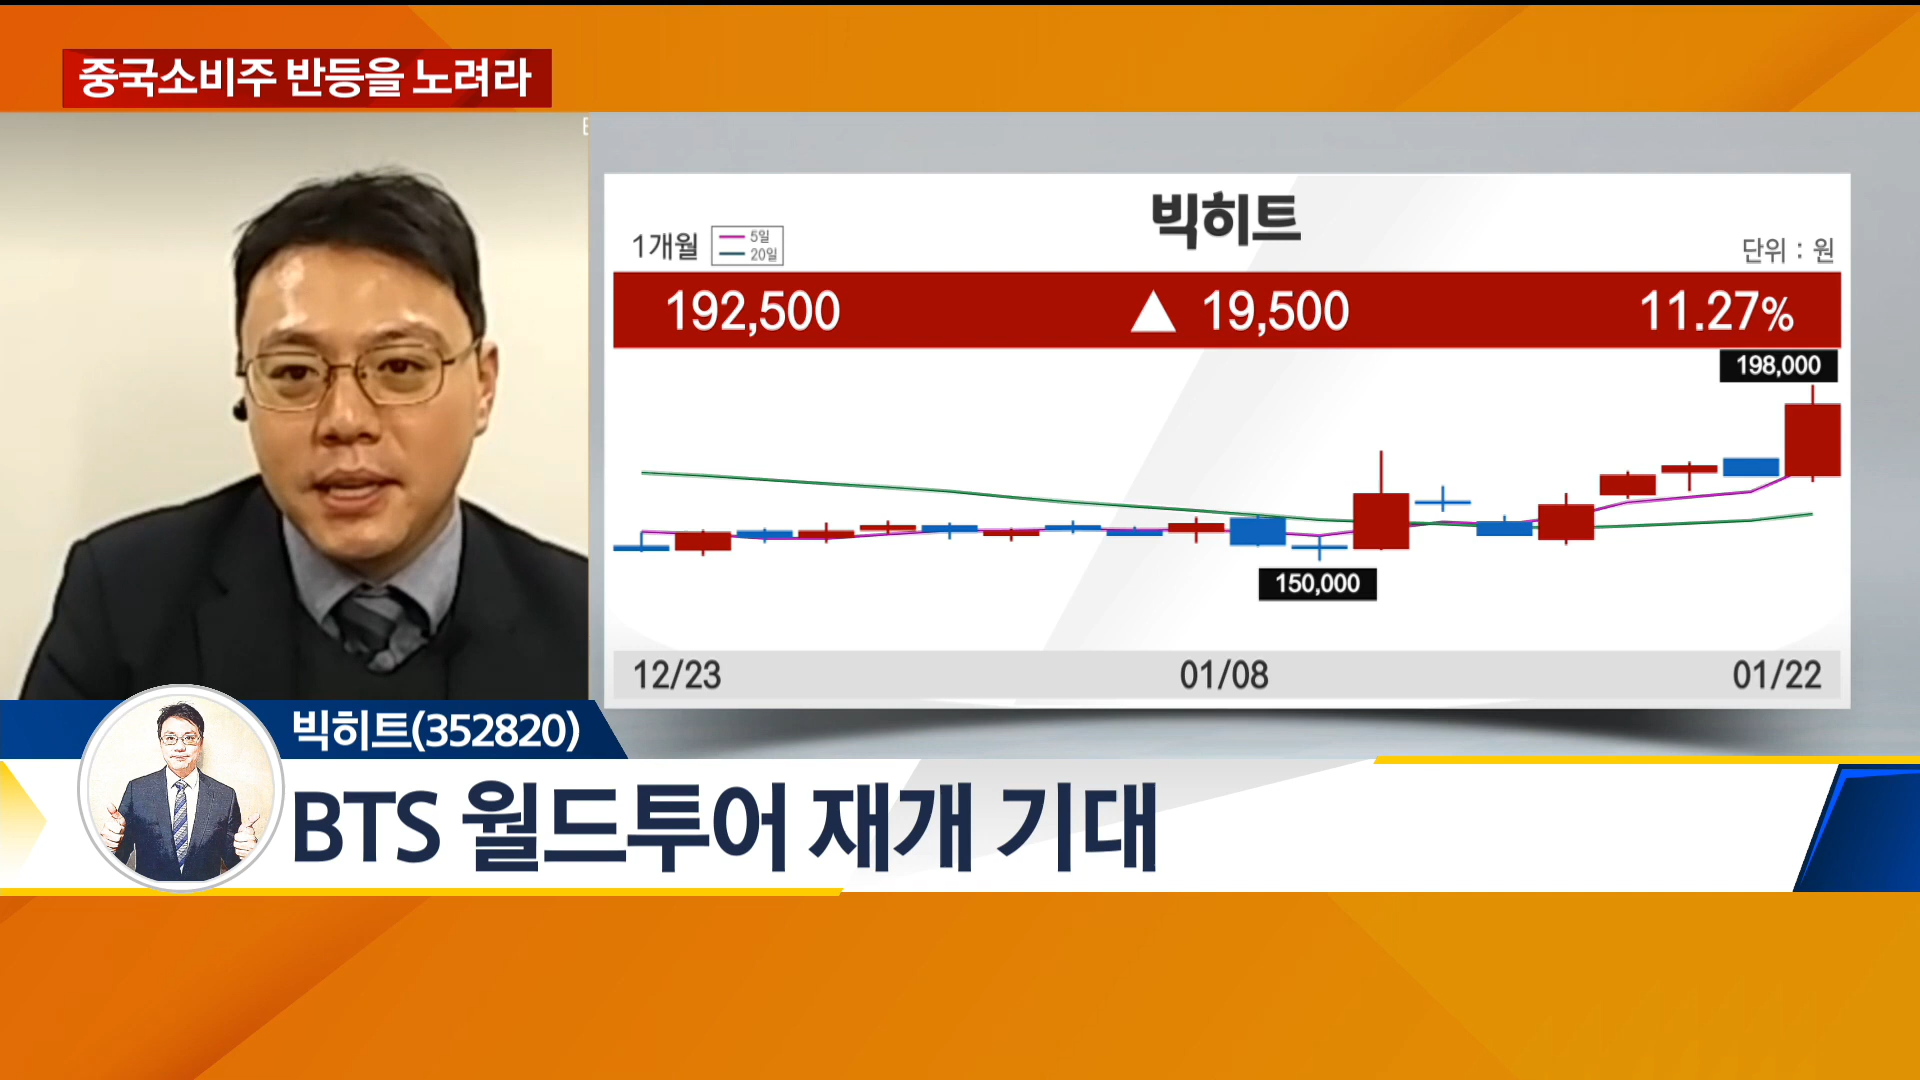 중국소비주 반등을 노려라
빅히트
1개월
5일
20일
단위 : 원
192,500 ▲ 19,500 11.27%
198,000
150,000
12/23 01/08 01/22
빅히트(352820)
BTS 월드투어 재개 기대